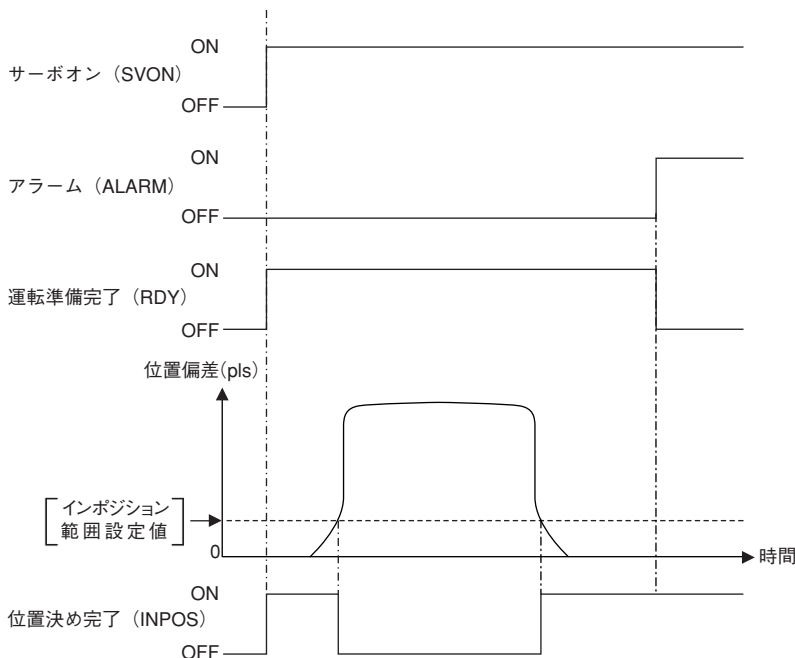 ON
サーボオン（SVON）
OFF
ON
アラーム（ALARM）
OFF
ON
運転準備完了（RDY）
OFF
位置偏差(pls)
インポジション
範囲設定値
0
時間
ON
位置決め完了（INPOS）
OFF